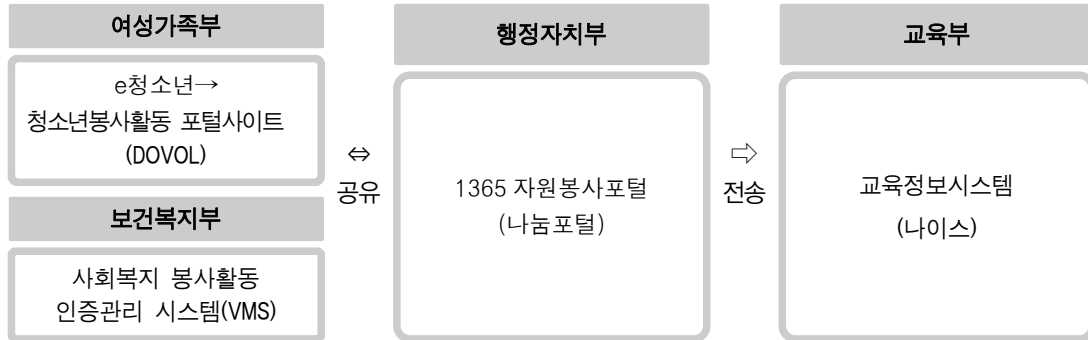 여성가족부
e청소년→
청소년봉사활동 포털사이트
(DOVOL)
보건복지부
사회복지 봉사활동
인증관리 시스템(VMS)
⇔
공유
행정자치부
1365 자원봉사포털
(나눔포털)
⇨
전송
교육부
교육정보시스템
(나이스)